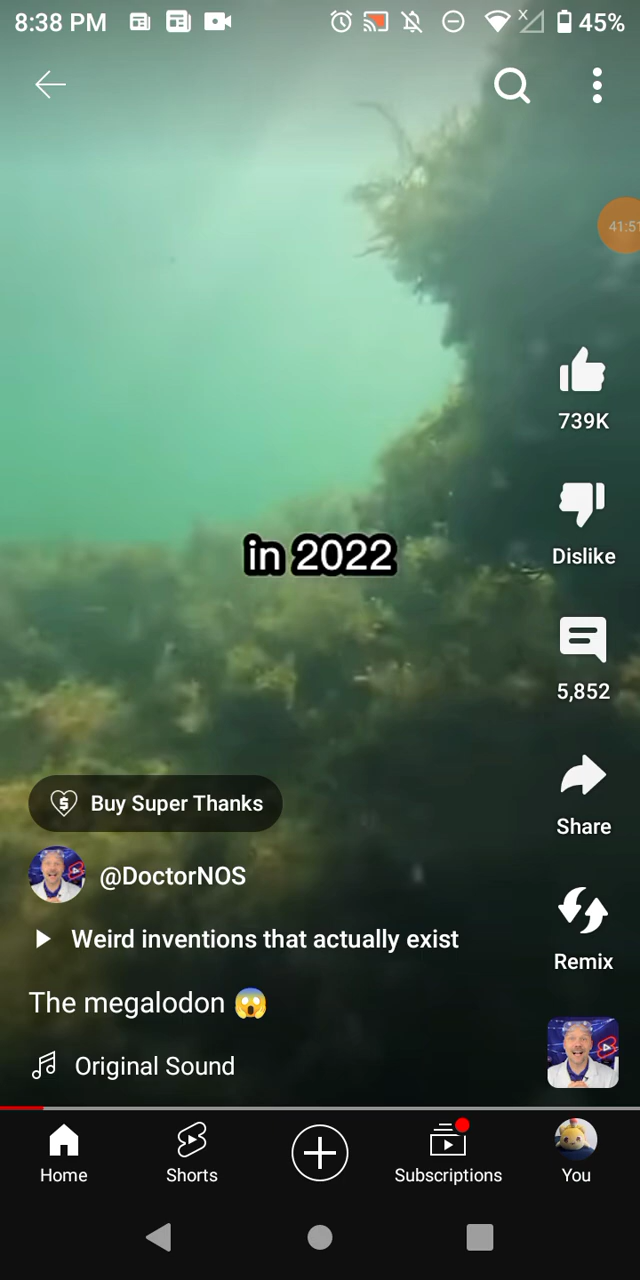 8:38 PM
45%
41:51
in 2022
739K
Dislike
5,852
Buy Super Thanks
Share
@DoctorNOS
Weird inventions that actually exist
Remix
The megalodon 😱
Original Sound
Home
Shorts
Subscriptions
You